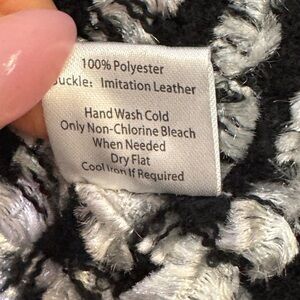 100% Polyester
uckle: Imitation Leather
Hand Wash Cold
Only Non-Chlorine Bleach
When Needed
Dry Flat
Cool Iron If Required